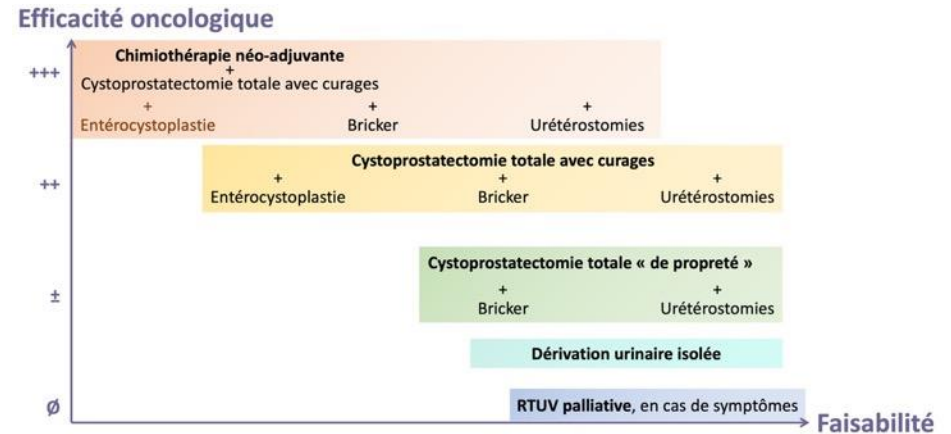 Efficacité oncologique
+++
Chimiothérapie néo-adjuvante
+
Cystoprostatectomie totale avec curages
+ + +
Entérocystoplastie Bricker Urétérostomies
++
Cystoprostatectomie totale avec curages
+ + +
Entérocystoplastie Bricker Urétérostomies
±
Cystoprostatectomie totale « de propreté »
+ +
Bricker Urétérostomies
Dérivation urinaire isolée
Ø
RTUV palliative, en cas de symptômes
Faisabilité